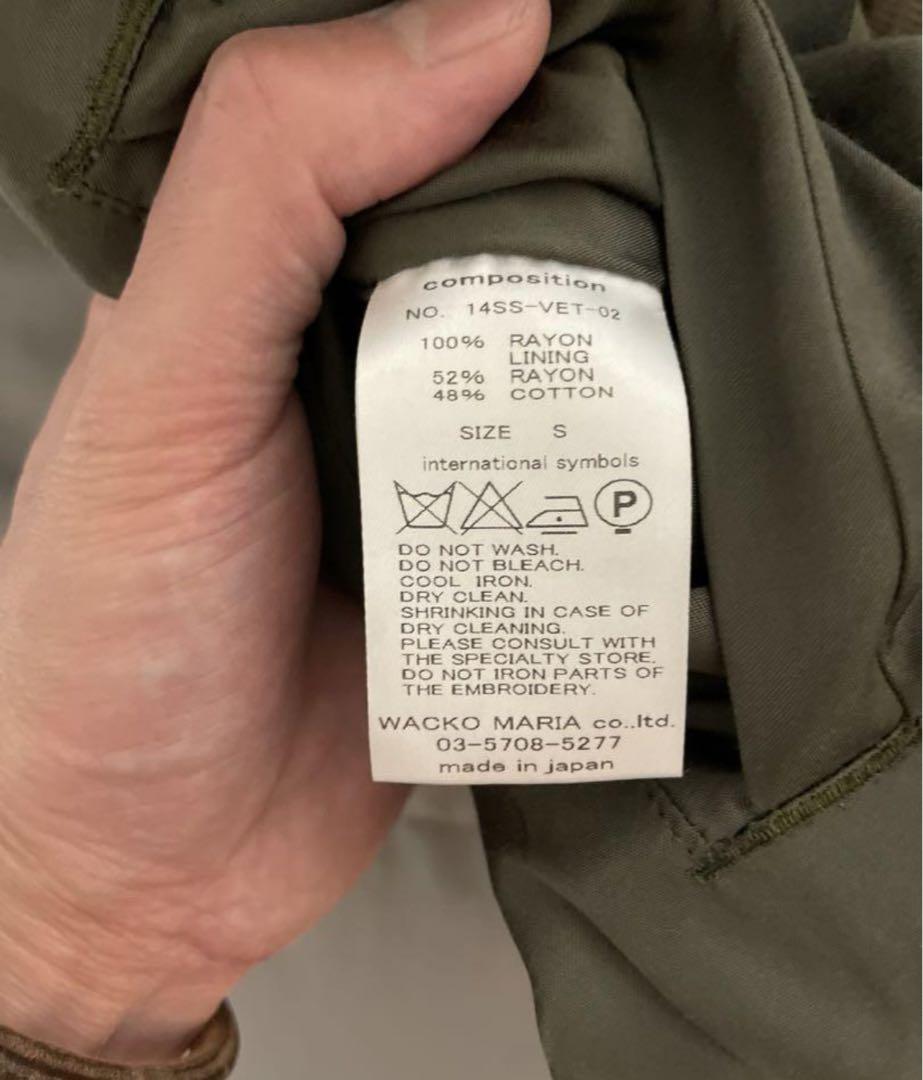 composition
NO. 14SS-VET-02
100% RAYON
LINING
52% RAYON
48% COTTON
SIZE S
international symbols
P
DO NOT WASH.
DO NOT BLEACH.
COOL IRON.
DRY CLEAN.
SHRINKING IN CASE OF
DRY CLEANING.
PLEASE CONSULT WITH
THE SPECIALTY STORE.
DO NOT IRON PARTS OF
THE EMBROIDERY.
WACKO MARIA co..ltd.
03-5708-5277
made in japan